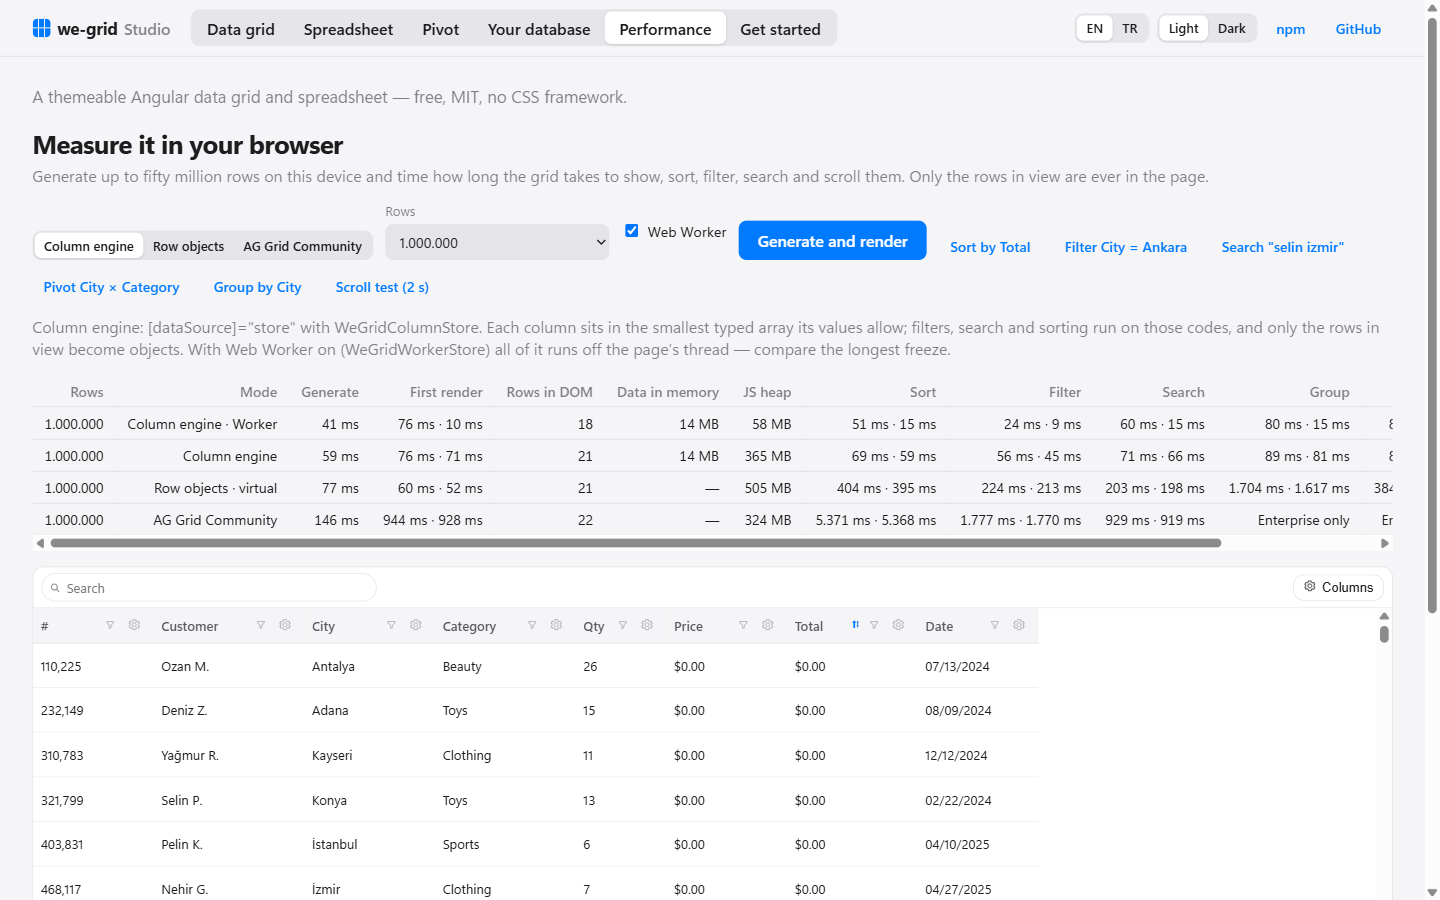 we-grid Studio Data grid Spreadsheet Pivot Your database Performance Get started EN TR Light Dark npm GitHub
A themeable Angular data grid and spreadsheet — free, MIT, no CSS framework.
Measure it in your browser
Generate up to fifty million rows on this device and time how long the grid takes to show, sort, filter, search and scroll them. Only the rows in view are ever in the page.
Rows
Column engine Row objects AG Grid Community 1.000.000 Web Worker Generate and render Sort by Total Filter City = Ankara Search "selin izmir"
Pivot City × Category Group by City Scroll test (2 s)
Column engine: [dataSource]="store" with WeGridColumnStore. Each column sits in the smallest typed array its values allow; filters, search and sorting run on those codes, and only the rows in
view become objects. With Web Worker on (WeGridWorkerStore) all of it runs off the page’s thread — compare the longest freeze.
Rows Mode Generate First render Rows in DOM Data in memory JS heap Sort Filter Search Group
1.000.000 Column engine · Worker 41 ms 76 ms · 10 ms 18 14 MB 58 MB 51 ms · 15 ms 24 ms · 9 ms 60 ms · 15 ms 80 ms · 15 ms
1.000.000 Column engine 59 ms 76 ms · 71 ms 21 14 MB 365 MB 69 ms · 59 ms 56 ms · 45 ms 71 ms · 66 ms 89 ms · 81 ms
1.000.000 Row objects · virtual 77 ms 60 ms · 52 ms 21 — 505 MB 404 ms · 395 ms 224 ms · 213 ms 203 ms · 198 ms 1.704 ms · 1.617 ms 384
1.000.000 AG Grid Community 146 ms 944 ms · 928 ms 22 — 324 MB 5.371 ms · 5.368 ms 1.777 ms · 1.770 ms 929 ms · 919 ms Enterprise only
Search Columns
# Customer City Category Qty Price Total Date
110,225 Ozan M. Antalya Beauty 26 $0.00 $0.00 07/13/2024
232,149 Deniz Z. Adana Toys 15 $0.00 $0.00 08/09/2024
310,783 Yağmur R. Kayseri Clothing 11 $0.00 $0.00 12/12/2024
321,799 Selin P. Konya Toys 13 $0.00 $0.00 02/22/2024
403,831 Pelin K. İstanbul Sports 6 $0.00 $0.00 04/10/2025
468,117 Nehir G. İzmir Clothing 7 $0.00 $0.00 04/27/2025